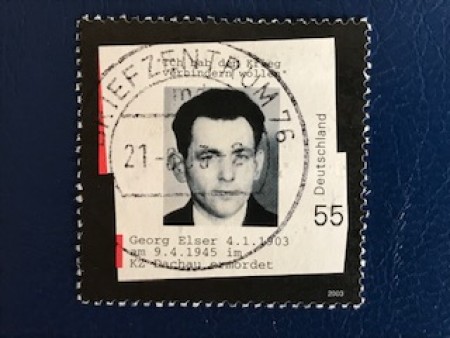 "Ich hab den Krieg
verhindern wollen"
BRIEFZENTRUM 76
21
Deutschland
55
Georg Elser 4.1.1903
am 9.4.1945 im
KZ Dachau ermordet
2003